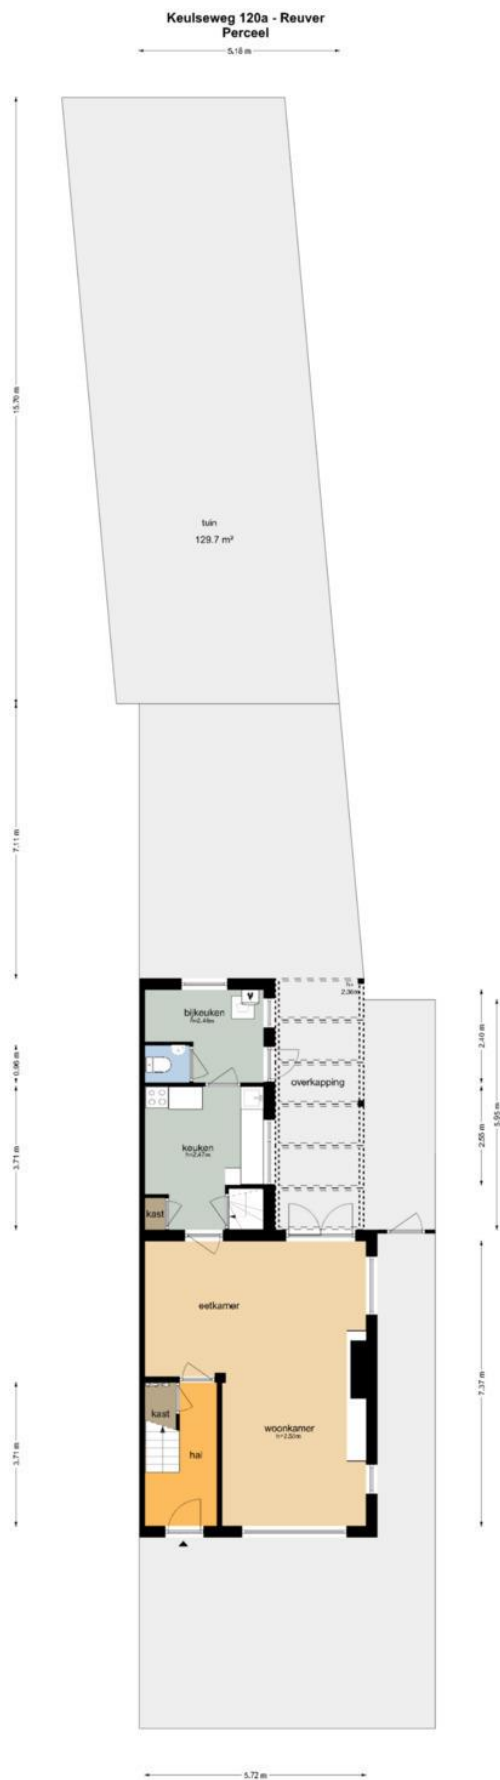 Keulseweg 120a - Reuver
Perceel
5.18 m
15.70 m
tuin
129.7 m²
7.11 m
bijkeuken
2.40 m
0.96 m
overkapping
5.95 m
3.71 m
2.55 m
keuken
h=2.47m
kast
eetkamer
7.37 m
kast
3.71 m
woonkamer
hal
5.72 m